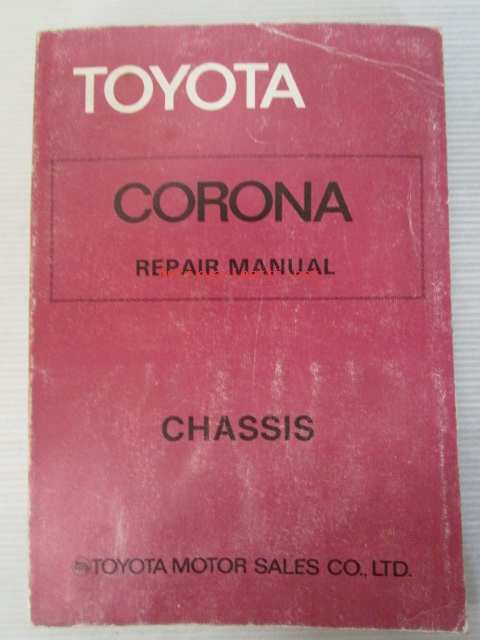 TOYOTA
CORONA
REPAIR MANUAL
CHASSIS
TOYOTA MOTOR SALES CO., LTD.